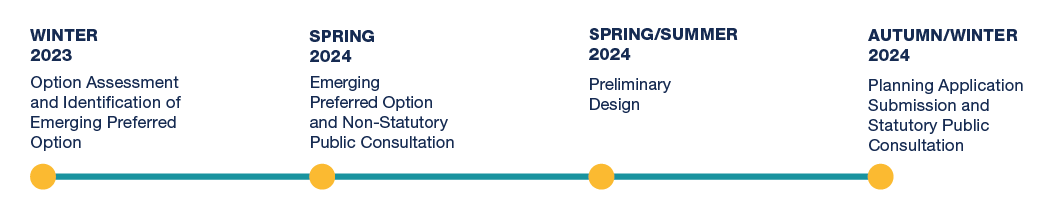 WINTER
2023
Option Assessment
and Identification of
Emerging Preferred
Option
SPRING
2024
Emerging
Preferred Option
and Non-Statutory
Public Consultation
SPRING/SUMMER
2024
Preliminary
Design
AUTUMN/WINTER
2024
Planning Application
Submission and
Statutory Public
Consultation